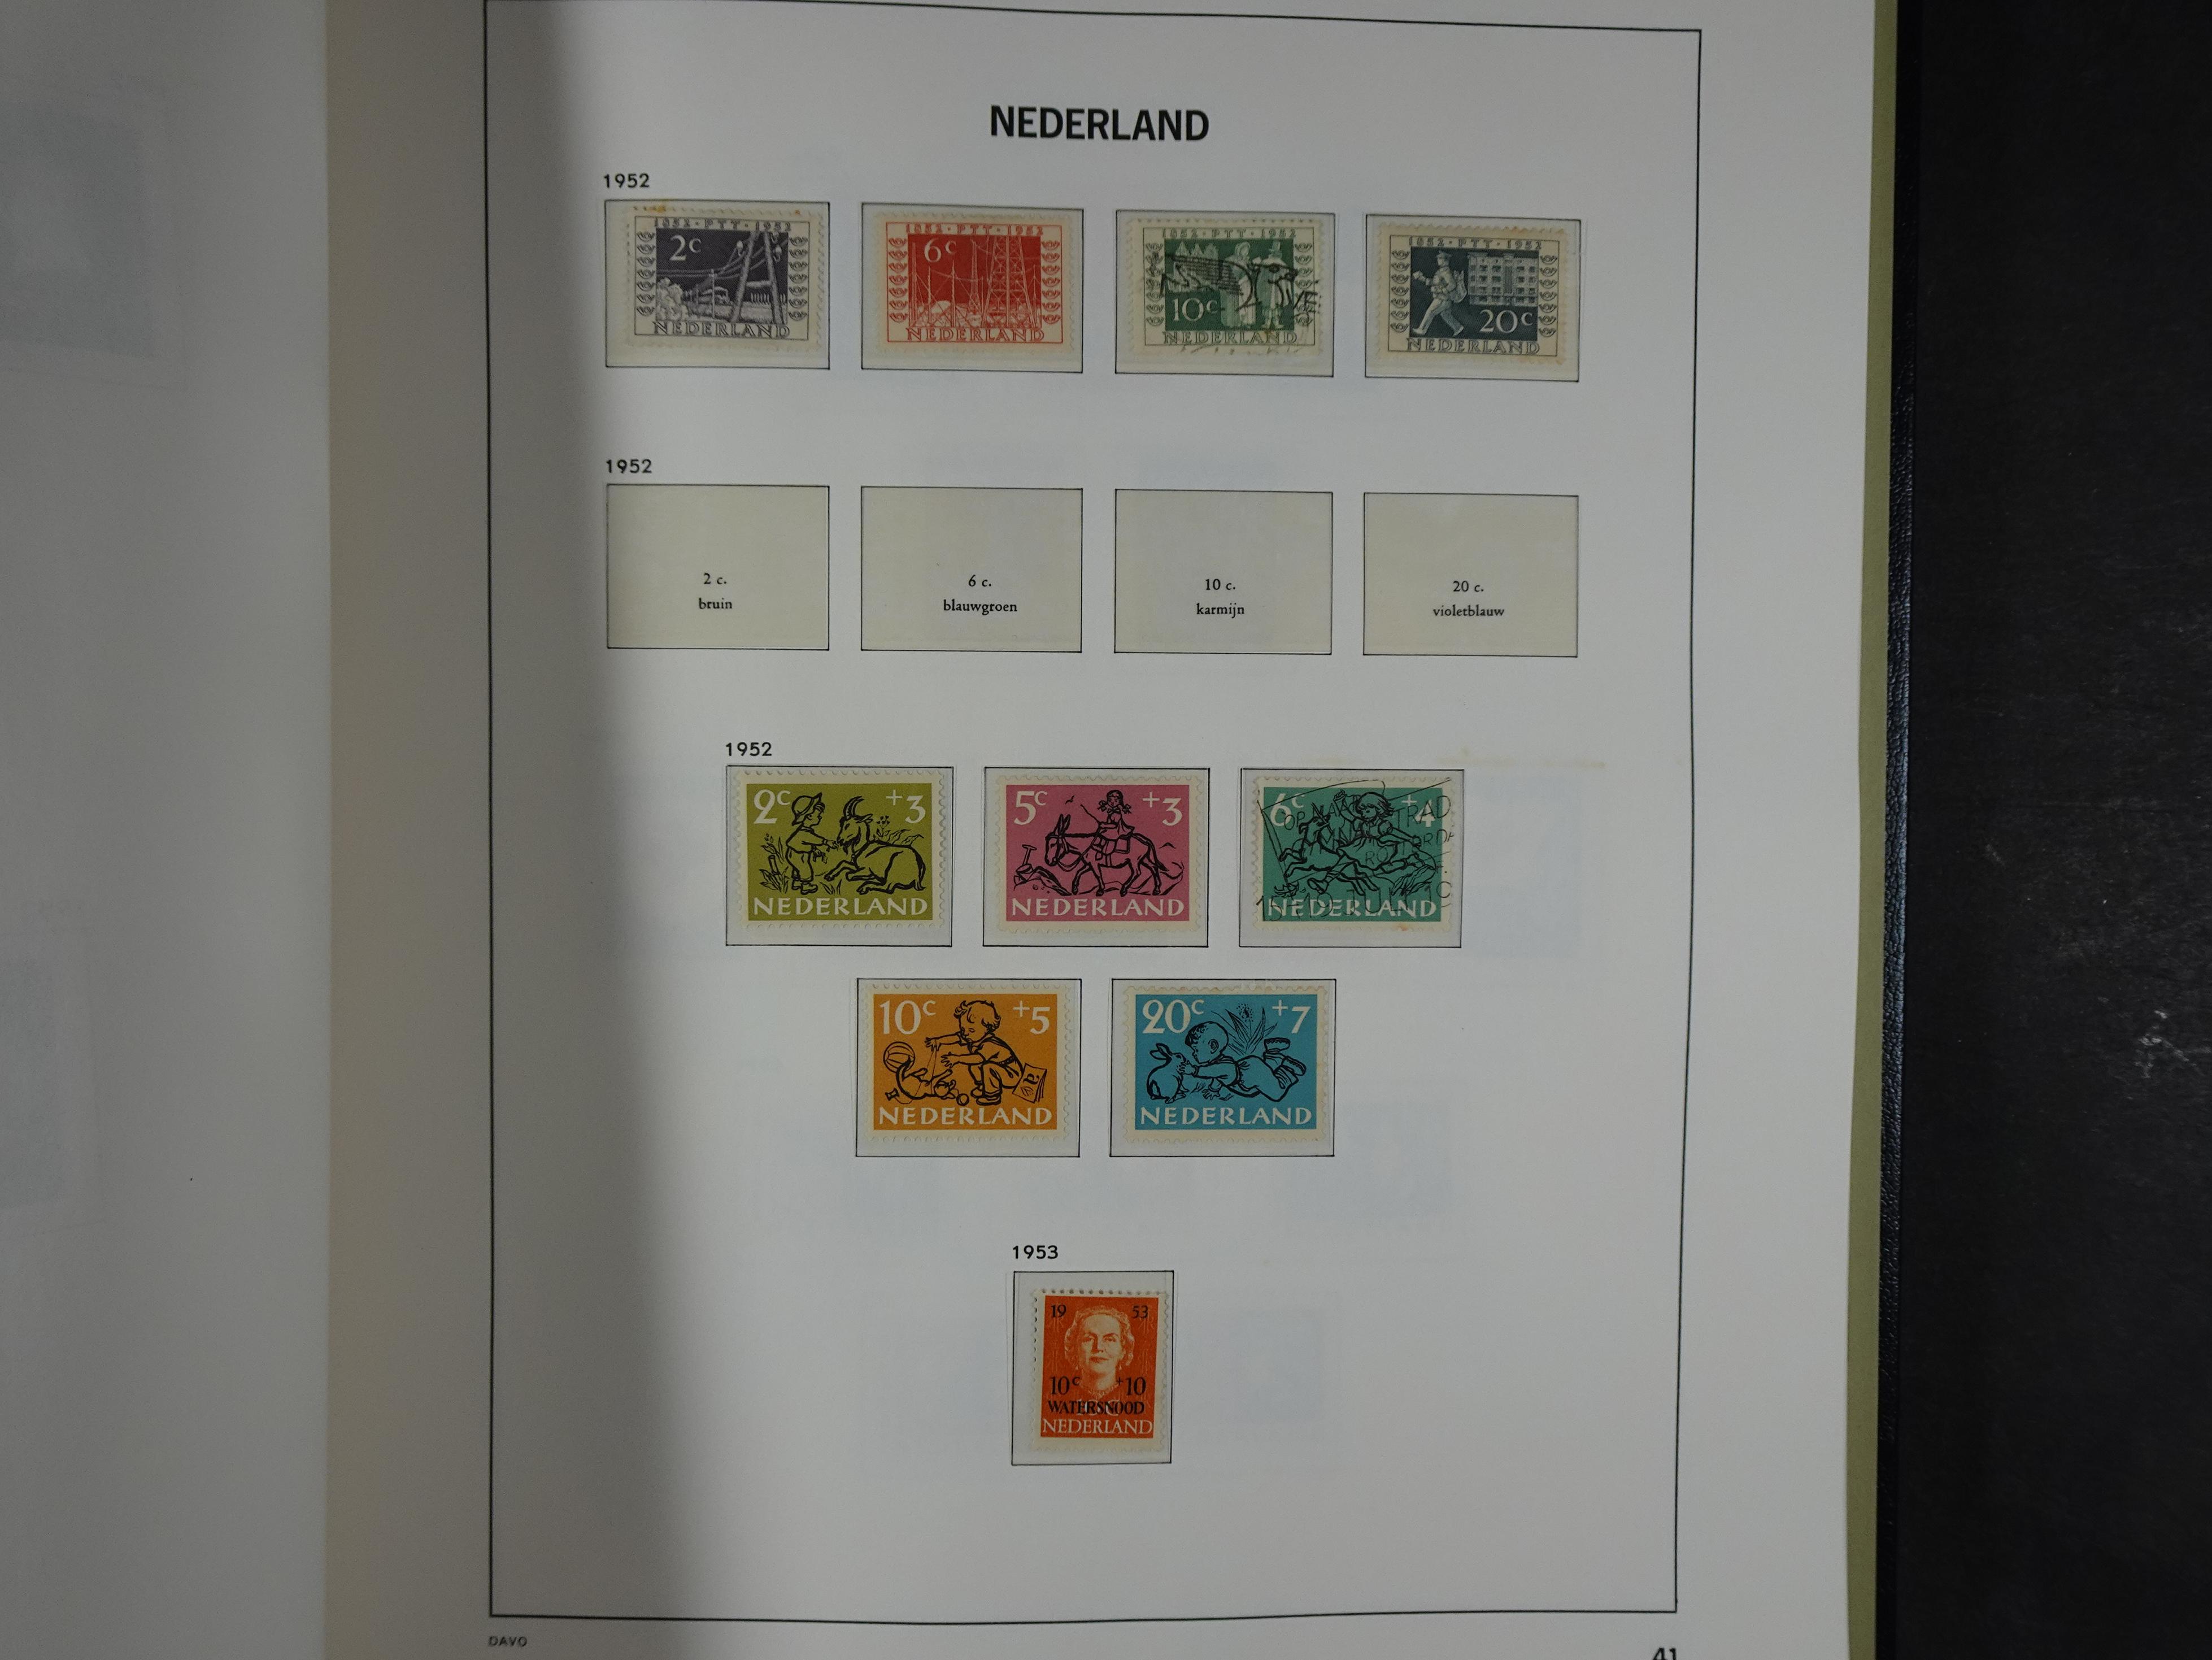 NEDERLAND
1952
1852 · PTT · 1952
2c
NEDERLAND
1852 · PTT · 1952
6c
NEDERLAND
1852 · PTT · 1952
10c
NEDERLAND
1852 · PTT · 1952
20c
NEDERLAND
1952
2 c.
bruin
6 c.
blauwgroen
10 c.
karmijn
20 c.
violetblauw
1952
2c +3
NEDERLAND
5c +3
NEDERLAND
6c +4
NEDERLAND
10c +5
NEDERLAND
20c +7
NEDERLAND
1953
19 53
10c +10
WATERSNOOD
NEDERLAND
DAVO
41